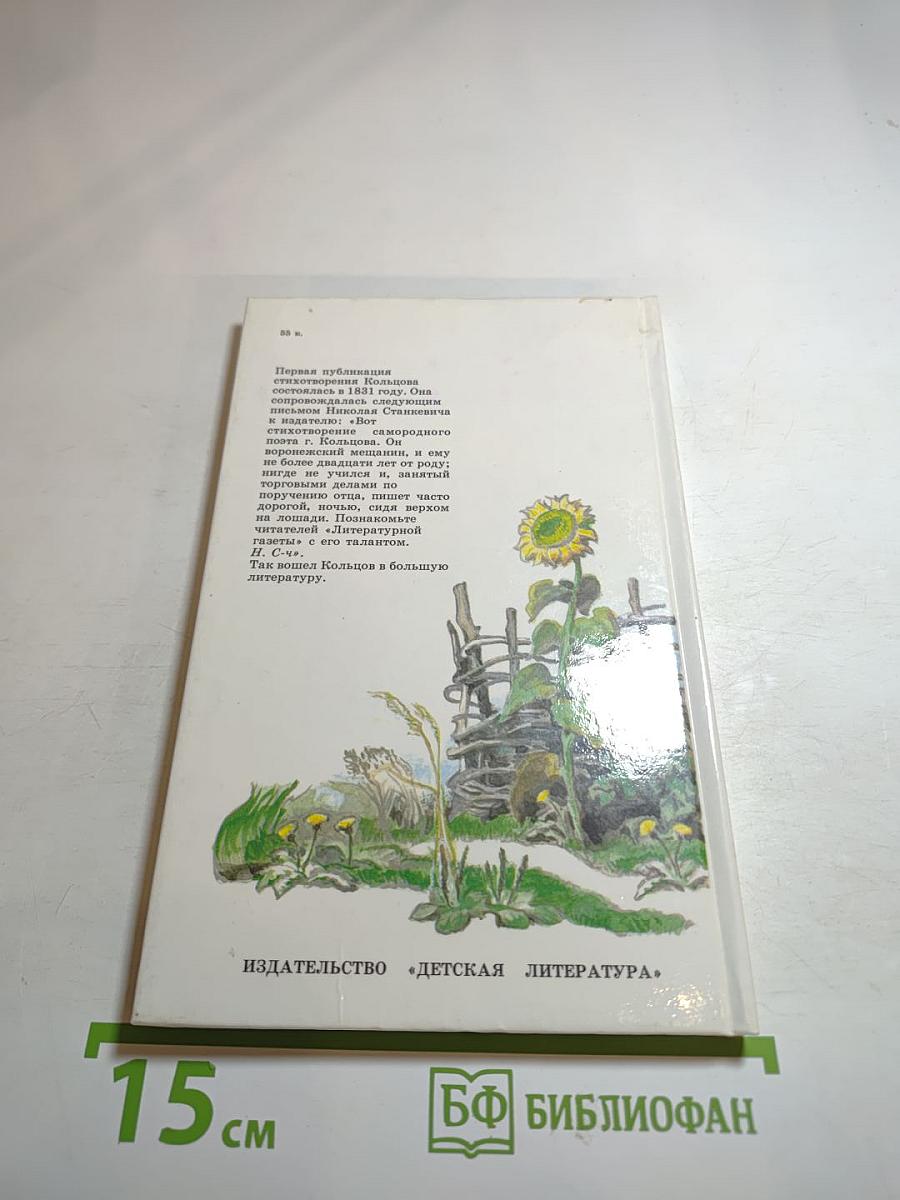 55 к.
Первая публикация
стихотворения Кольцова
состоялась в 1831 году. Она
сопровождалась следующим
письмом Николая Станкевича
к издателю: «Вот
стихотворение самородного
поэта г. Кольцова. Он
воронежский мещанин, и ему
не более двадцати лет от роду;
нигде не учился и, занятый
торговыми делами по
поручению отца, пишет часто
дорогой, ночью, сидя верхом
на лошади. Познакомьте
читателей «Литературной
газеты» с его талантом.
Н. С-ч».
Так вошел Кольцов в большую
литературу.
ИЗДАТЕЛЬСТВО «ДЕТСКАЯ ЛИТЕРАТУРА»
15 см
БФ БИБЛИОФАН